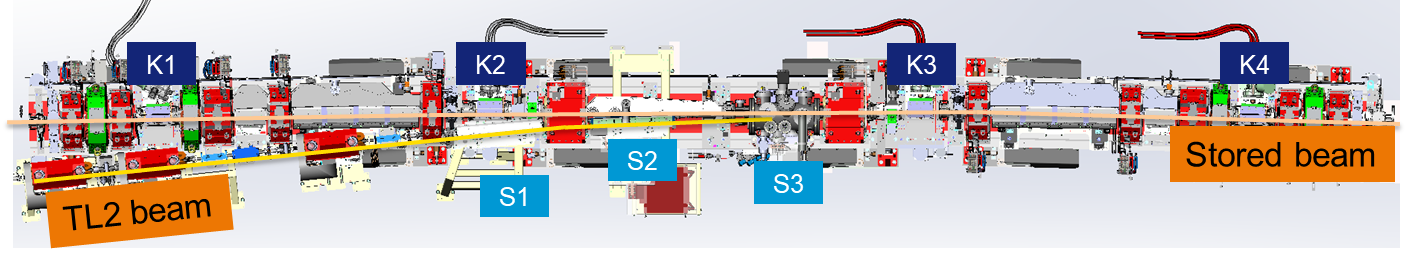 K1
K2
K3
K4
S1
S2
S3
TL2 beam
Stored beam